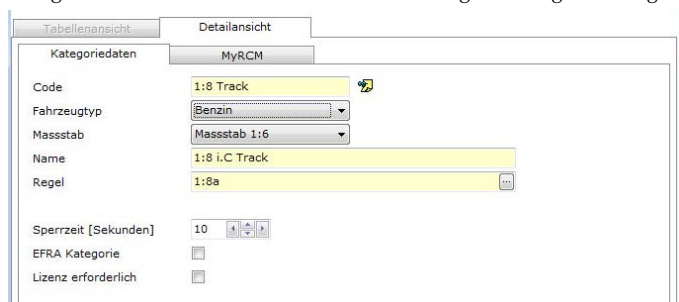 Tabellenansicht Detailansicht
Kategoriedaten MyRCM
Code 1:8 Track
Fahrzeugtyp Benzin
Massstab Massstab 1:6
Name 1:8 i.C Track
Regel 1:8a ...
Sperrzeit [Sekunden] 10
EFRA Kategorie
Lizenz erforderlich